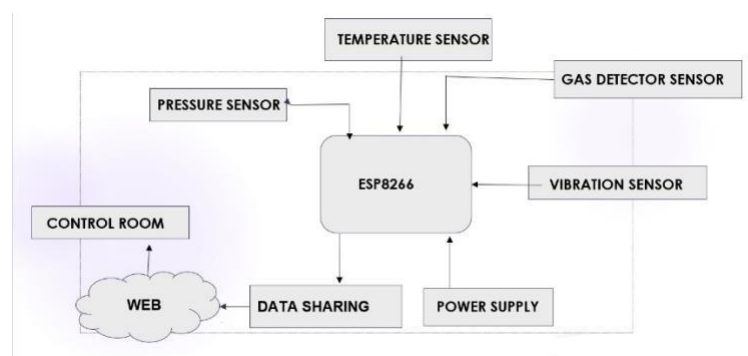 TEMPERATURE SENSOR
GAS DETECTOR SENSOR
PRESSURE SENSOR
ESP8266
VIBRATION SENSOR
CONTROL ROOM
WEB
DATA SHARING
POWER SUPPLY